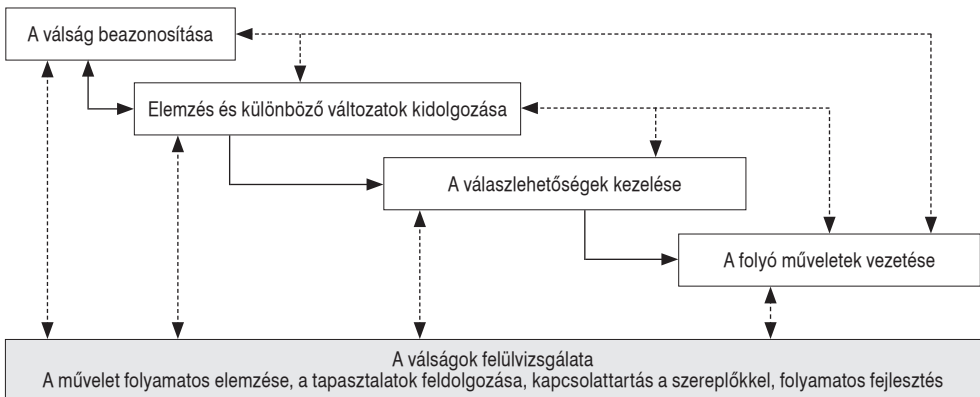 A válság beazonosítása
Elemzés és különböző változatok kidolgozása
A válaszlehetőségek kezelése
A folyó műveletek vezetése
A válságok felülvizsgálata
A művelet folyamatos elemzése, a tapasztalatok feldolgozása, kapcsolattartás a szereplőkkel, folyamatos fejlesztés